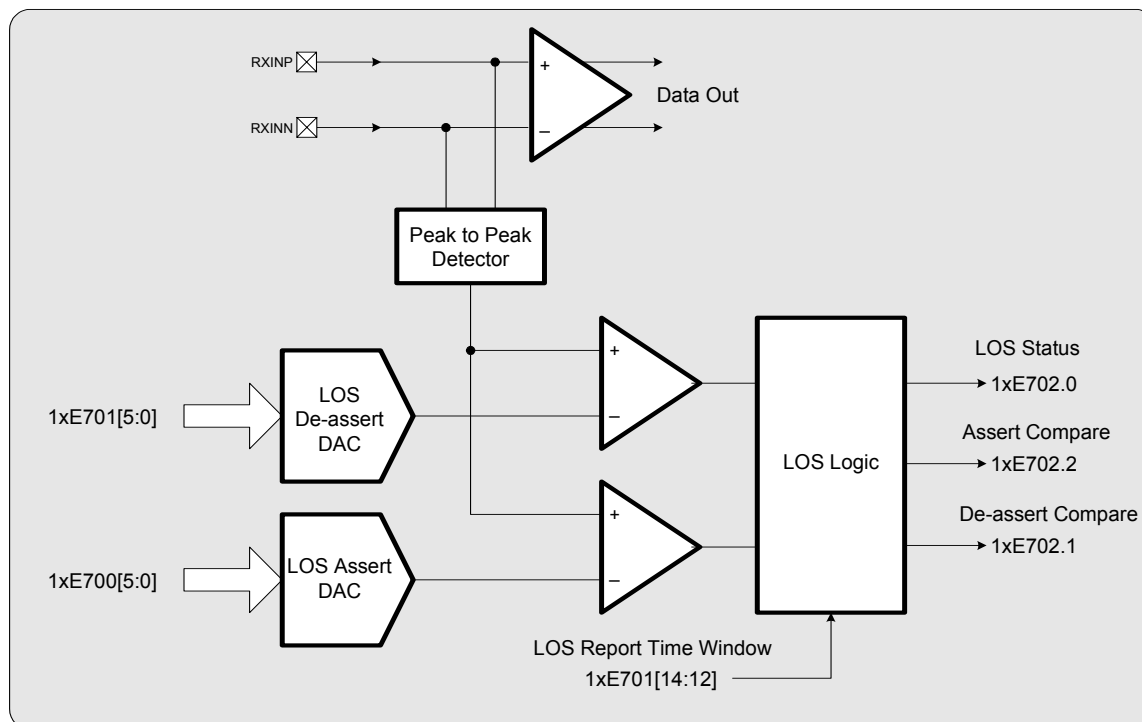 RXINP
+
Data Out
RXINN
−
Peak to Peak
Detector
LOS
De-assert
DAC
1xE701[5:0]
+
−
LOS Logic
LOS Status
1xE702.0
Assert Compare
1xE702.2
De-assert Compare
1xE702.1
LOS Assert
DAC
1xE700[5:0]
+
−
LOS Report Time Window
1xE701[14:12]